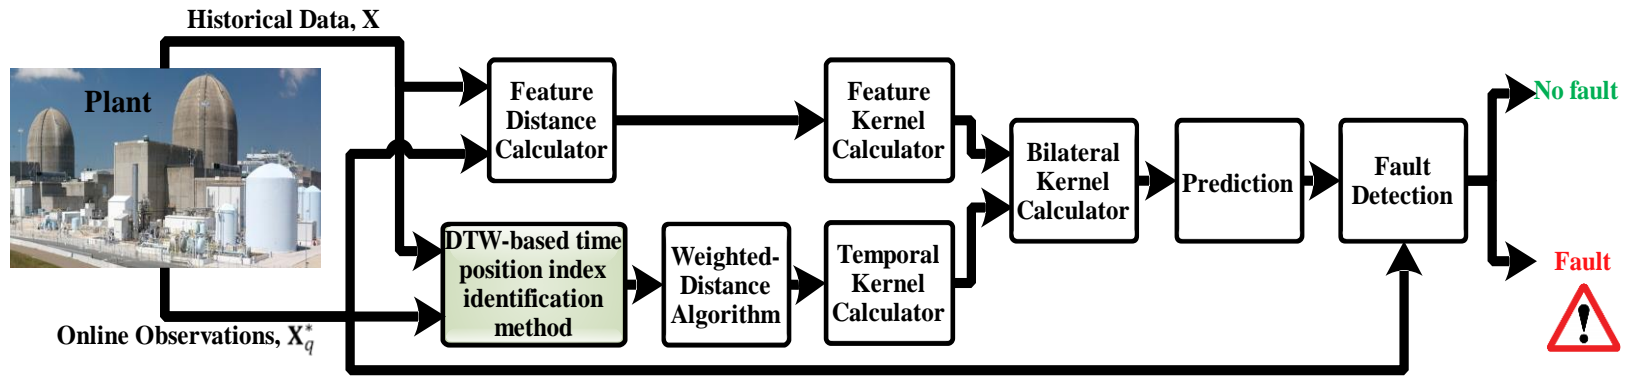 Historical Data, X
Plant
Online Observations, X*q
Feature
Distance
Calculator
DTW-based time
position index
identification
method
Weighted-
Distance
Algorithm
Feature
Kernel
Calculator
Temporal
Kernel
Calculator
Bilateral
Kernel
Calculator
Prediction
Fault
Detection
No fault
Fault
!